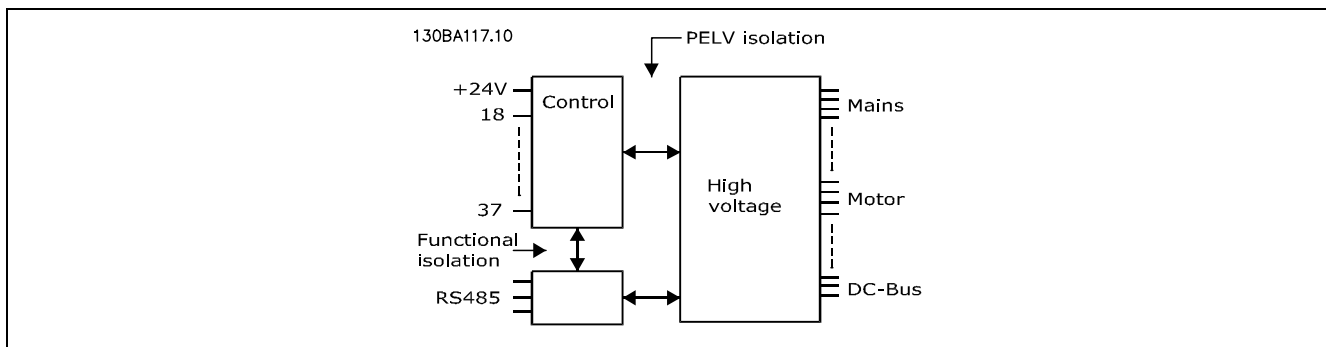 130BA117.10
PELV isolation
+24V
Control
18
Mains
High
voltage
37
Motor
Functional
isolation
RS485
DC-Bus